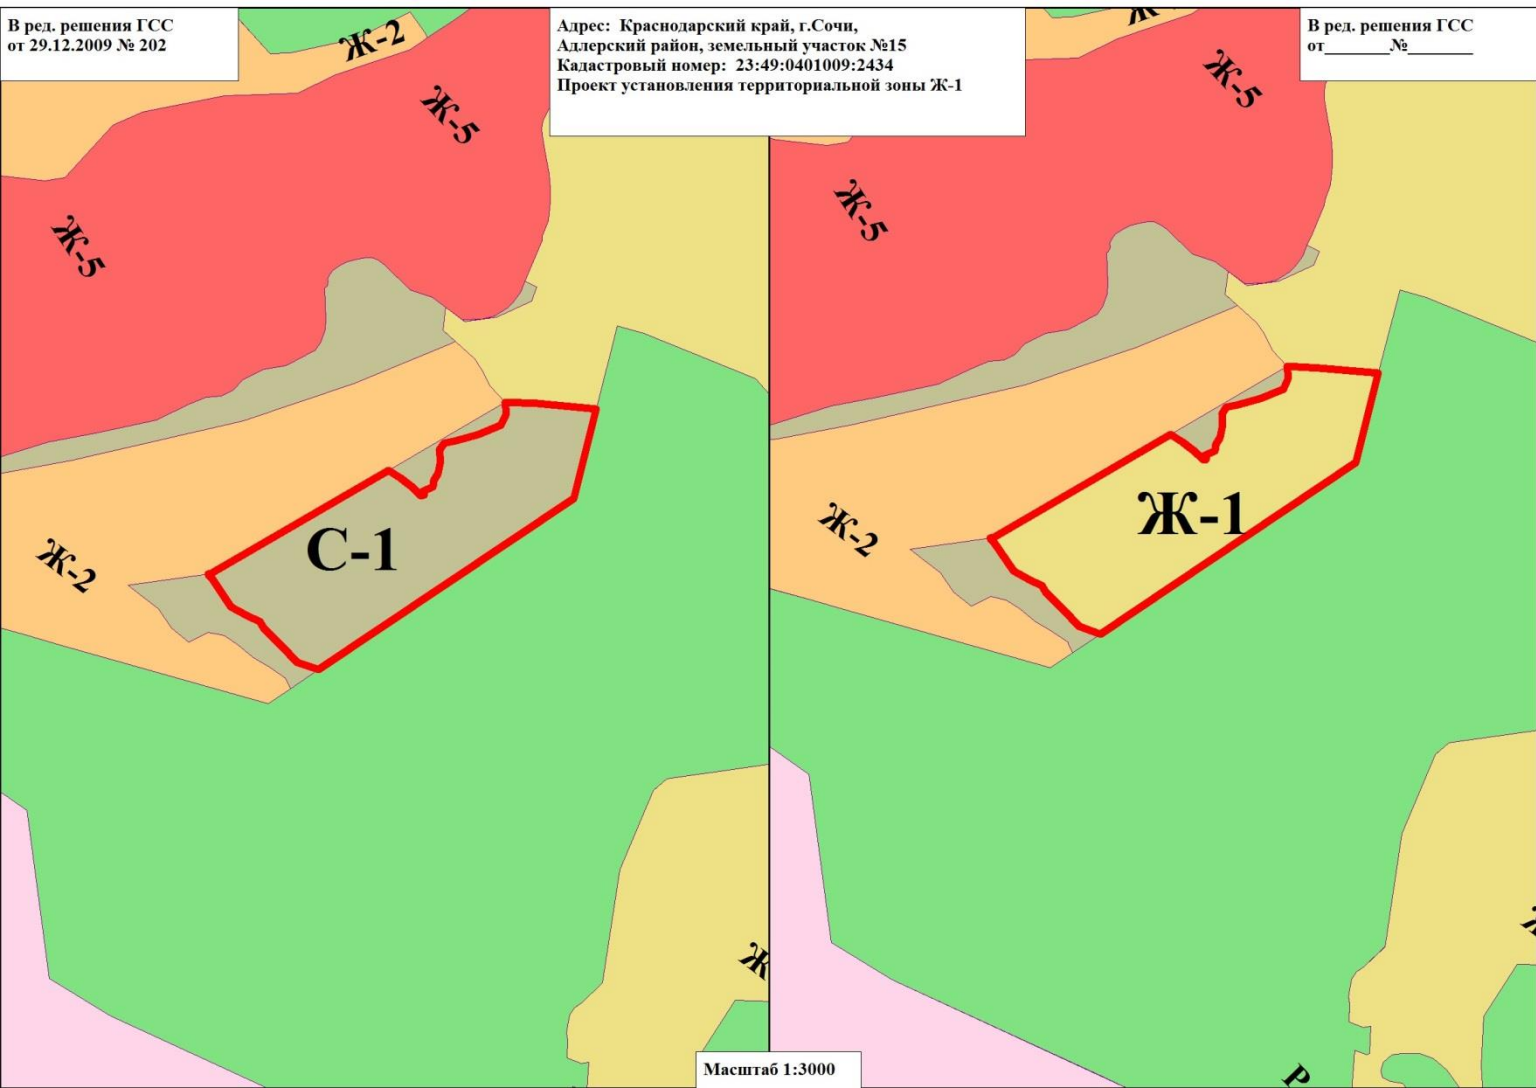 В ред. решения ГСС
от 29.12.2009 № 202
Адрес: Краснодарский край, г.Сочи,
Адлерский район, земельный участок №15
Кадастровый номер: 23:49:0401009:2434
Проект установления территориальной зоны Ж-1
В ред. решения ГСС
от________№________
Ж-2
Ж-5
Ж-5
С-1
Ж-2
Ж
Ж
Ж-5
Ж-5
Ж-1
Ж-2
Ж
Р
Масштаб 1:3000